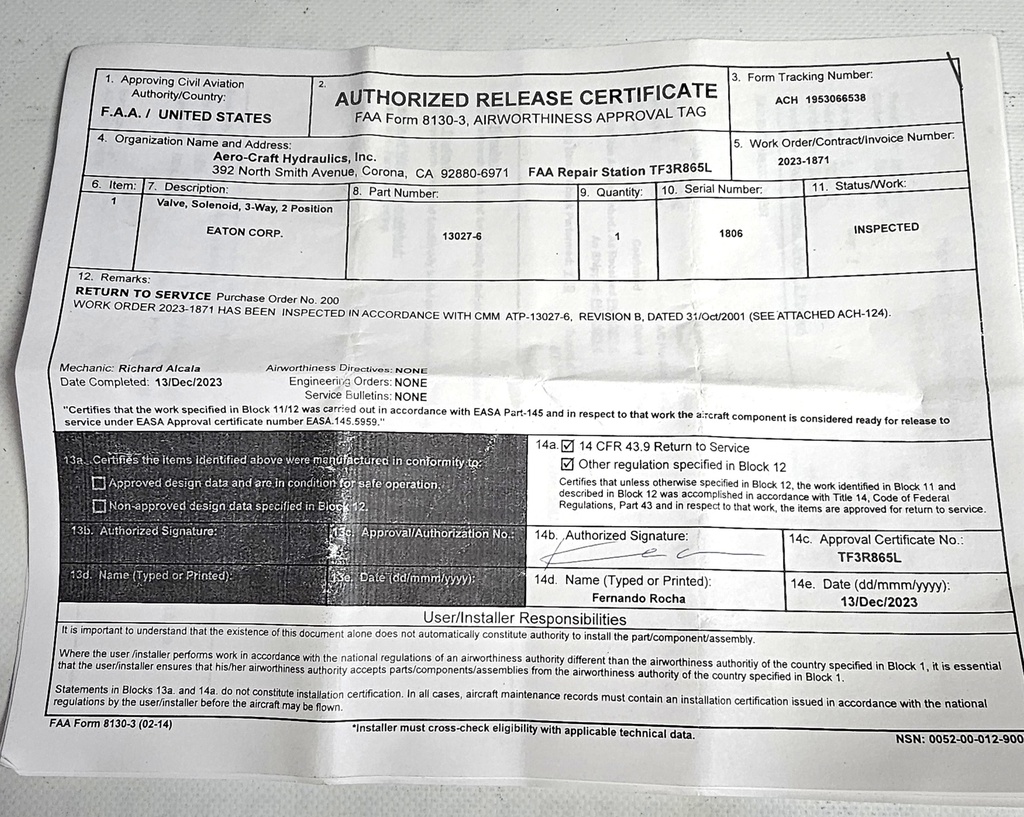 1. Approving Civil Aviation
Authority/Country:
F.A.A. / UNITED STATES
2.
AUTHORIZED RELEASE CERTIFICATE
FAA Form 8130-3, AIRWORTHINESS APPROVAL TAG
3. Form Tracking Number:
ACH 1953066538
4. Organization Name and Address:
Aero-Craft Hydraulics, Inc.
392 North Smith Avenue, Corona, CA 92880-6971 FAA Repair Station TF3R865L
5. Work Order/Contract/Invoice Number:
2023-1871
6. Item: 7. Description: 8. Part Number: 9. Quantity: 10. Serial Number: 11. Status/Work:
1 Valve, Solenoid, 3-Way, 2 Position
EATON CORP. 13027-6 1 1806 INSPECTED
12. Remarks:
RETURN TO SERVICE Purchase Order No. 200
WORK ORDER 2023-1871 HAS BEEN INSPECTED IN ACCORDANCE WITH CMM ATP-13027-6, REVISION B, DATED 31/Oct/2001 (SEE ATTACHED ACH-124).
Mechanic: Richard Alcala Airworthiness Directives: NONE
Date Completed: 13/Dec/2023 Engineering Orders: NONE
Service Bulletins: NONE
"Certifies that the work specified in Block 11/12 was carried out in accordance with EASA Part-145 and in respect to that work the aircraft component is considered ready for release to
service under EASA Approval certificate number EASA.145.5959."
13a. Certifies the items identified above were manufactured in conformity to:
Approved design data and are in condition for safe operation.
Non-approved design data specified in Block 12.
14a. ☑ 14 CFR 43.9 Return to Service
☑ Other regulation specified in Block 12
Certifies that unless otherwise specified in Block 12, the work identified in Block 11 and
described in Block 12 was accomplished in accordance with Title 14, Code of Federal
Regulations, Part 43 and in respect to that work, the items are approved for return to service.
13b. Authorized Signature: 13c. Approval/Authorization No.:
14b. Authorized Signature: 14c. Approval Certificate No.:
TF3R865L
13d. Name (Typed or Printed): 13e. Date (dd/mmm/yyyy):
14d. Name (Typed or Printed): 14e. Date (dd/mmm/yyyy):
Fernando Rocha 13/Dec/2023
User/Installer Responsibilities
It is important to understand that the existence of this document alone does not automatically constitute authority to install the part/component/assembly.
Where the user /installer performs work in accordance with the national regulations of an airworthiness authority different than the airworthiness authoritiy of the country specified in Block 1, it is essential
that the user/installer ensures that his/her airworthiness authority accepts parts/components/assemblies from the airworthiness authority of the country specified in Block 1.
Statements in Blocks 13a. and 14a. do not constitute installation certification. In all cases, aircraft maintenance records must contain an installation certification issued in accordance with the national
regulations by the user/installer before the aircraft may be flown.
FAA Form 8130-3 (02-14) *Installer must cross-check eligibility with applicable technical data. NSN: 0052-00-012-900